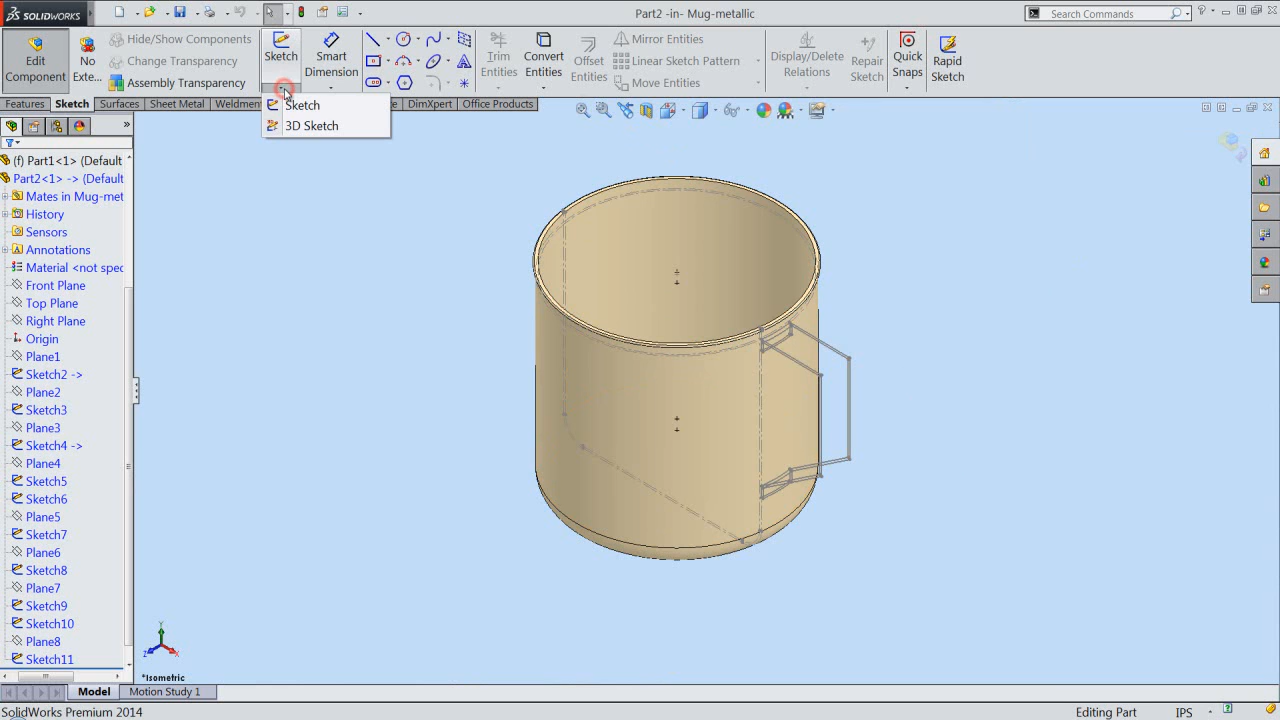 SOLIDWORKS
Part2 -in- Mug-metallic
Search Commands
Edit Component
No Exte...
Hide/Show Components
Change Transparency
Assembly Transparency
Sketch
Smart Dimension
Trim Entities
Convert Entities
Offset Entities
Mirror Entities
Linear Sketch Pattern
Move Entities
Display/Delete Relations
Repair Sketch
Quick Snaps
Rapid Sketch
Features
Sketch
Surfaces
Sheet Metal
Weldment
DimXpert
Office Products
Sketch
3D Sketch
(f) Part1<1> (Default
Part2<1> -> (Default
Mates in Mug-met
History
Sensors
Annotations
Material <not spec
Front Plane
Top Plane
Right Plane
Origin
Plane1
Sketch2 ->
Plane2
Sketch3
Plane3
Sketch4 ->
Plane4
Sketch5
Sketch6
Plane5
Sketch7
Plane6
Sketch8
Plane7
Sketch9
Sketch10
Plane8
Sketch11
Y
Z
X
*Isometric
Model
Motion Study 1
SolidWorks Premium 2014
Editing Part
IPS